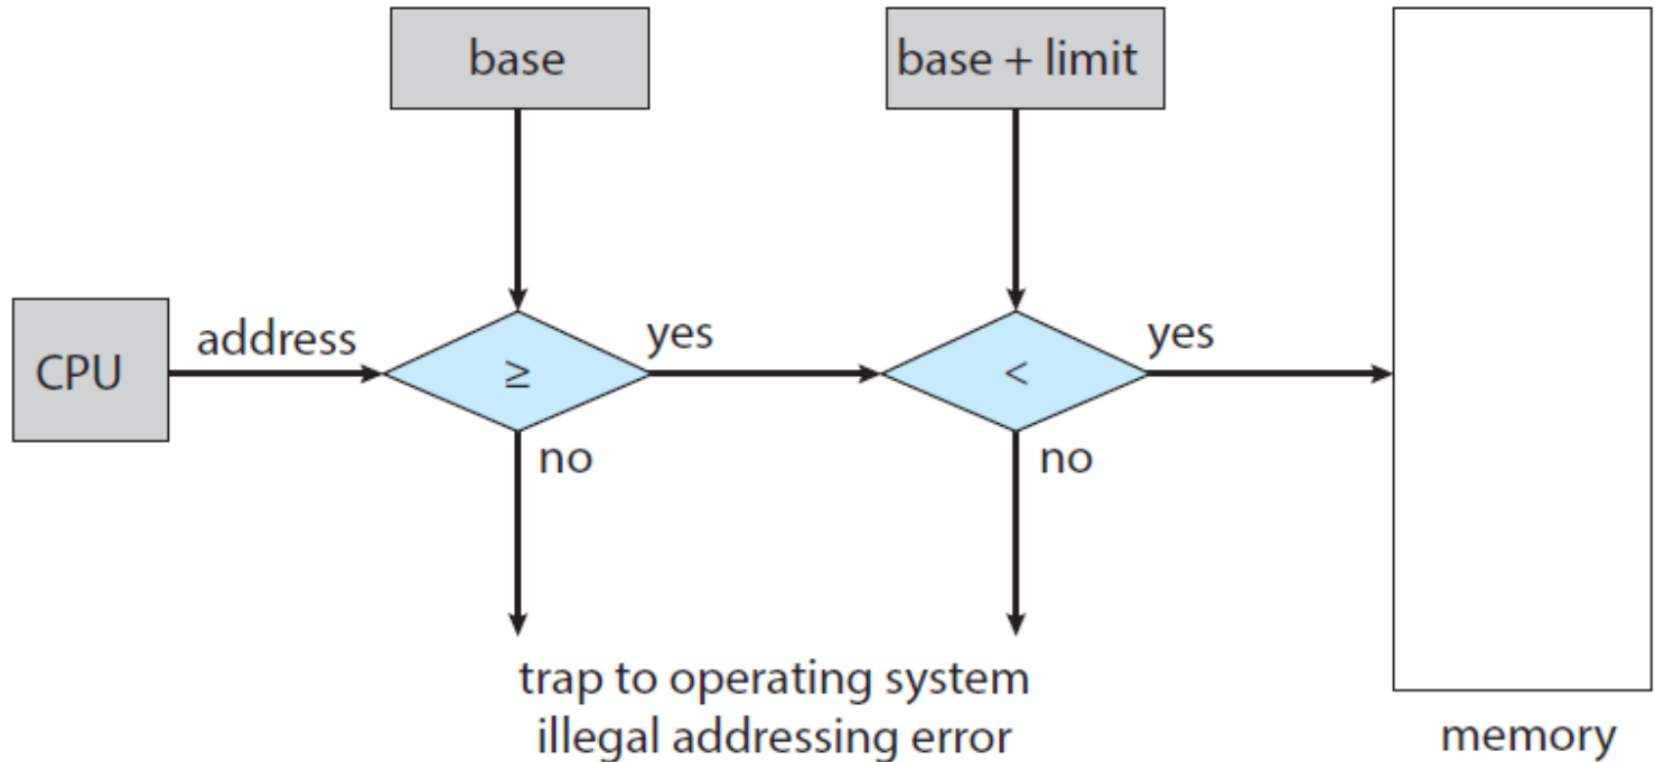 base
base + limit
CPU
address
≥
yes
<
yes
no
no
trap to operating system
illegal addressing error
memory